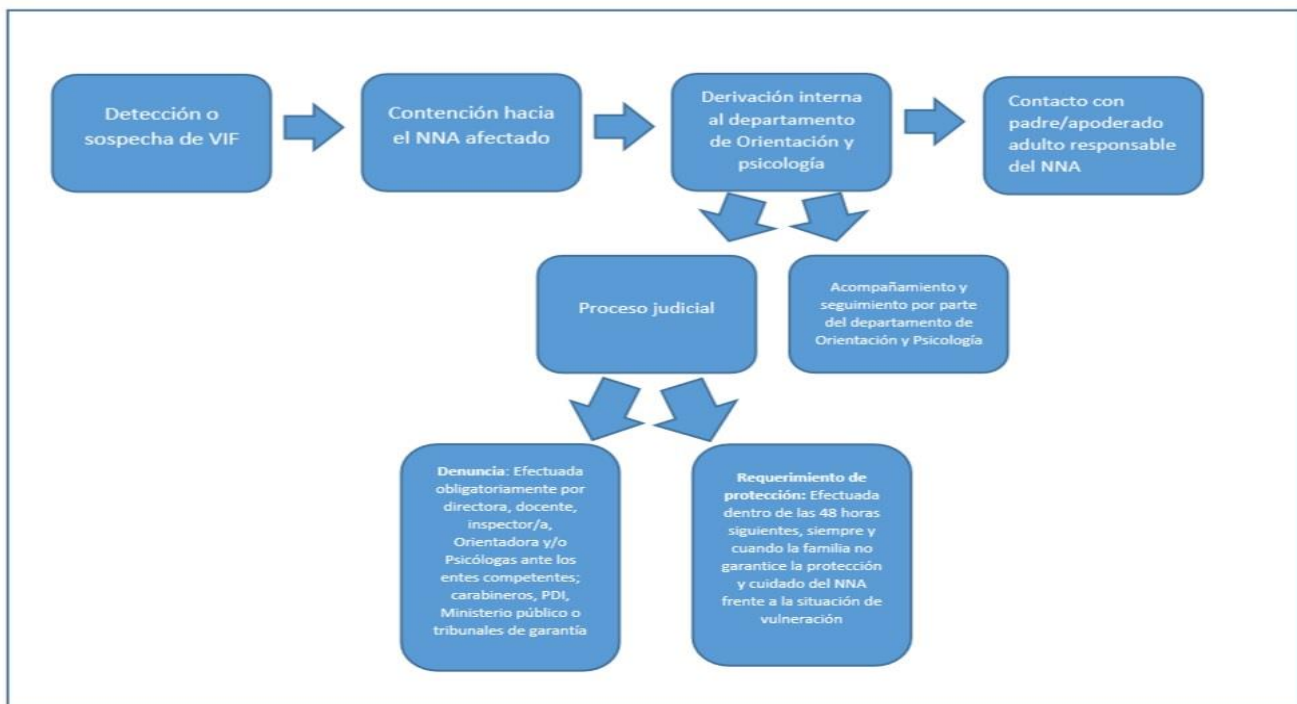 Detección o
sospecha de VIF
Contención hacia
el NNA afectado
Derivación interna
al departamento
de Orientación y
psicología
Contacto con
padre/apoderado
adulto responsable
del NNA
Proceso judicial
Acompañamiento y
seguimiento por parte
del departamento de
Orientación y Psicología
Denuncia: Efectuada
obligatoriamente por
directora, docente,
inspector/a,
Orientadora y/o
Psicólogas ante los
entes competentes;
carabineros, PDI,
Ministerio público o
tribunales de garantía
Requerimiento de
protección: Efectuada
dentro de las 48 horas
siguientes, siempre y
cuando la familia no
garantice la protección
y cuidado del NNA
frente a la situación de
vulneración